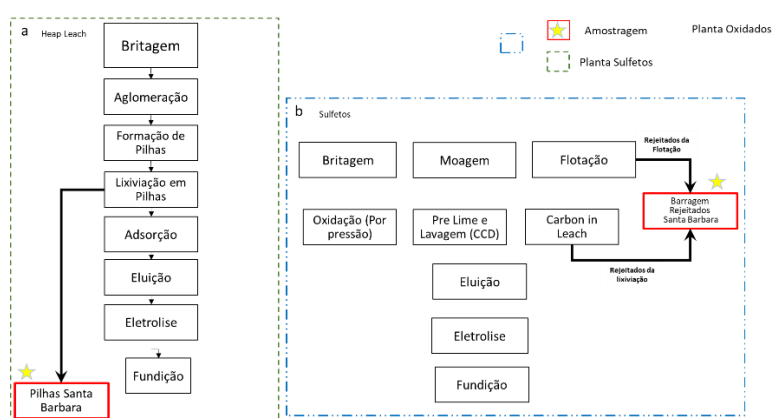 a Heap Leach
Britagem
Aglomeração
Formação de
Pilhas
Lixiviação em
Pilhas
Adsorção
Eluição
Eletrolise
Fundição
Pilhas Santa
Barbara
Amostragem
Planta Oxidados
Planta Sulfetos
b Sulfetos
Britagem
Moagem
Flotação
Rejeitados da
Flotação
Barragem
Rejeitados
Santa Barbara
Oxidação (Por
pressão)
Pre Lime e
Lavagem (CCD)
Carbon in
Leach
Rejeitados da
lixiviação
Eluição
Eletrolise
Fundição